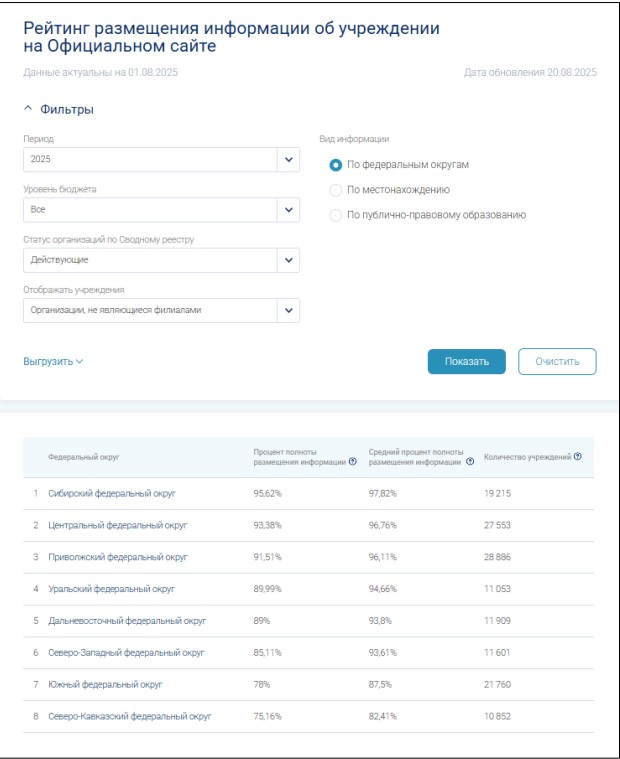 Рейтинг размещения информации об учреждении
на Официальном сайте
Данные актуальны на 01.08.2025 Дата обновления 20.08.2025
Фильтры
Период Вид информации
2025
По федеральным округам
Уровень бюджета
По местонахождению
Все
По публично-правовому образованию
Статус организаций по Сводному реестру
Действующие
Отображать учреждения
Организации, не являющиеся филиалами
Выгрузить Показать Очистить
Федеральный округ Процент полноты размещения информации ? Средний процент полноты размещения информации ? Количество учреждений ?
1 Сибирский федеральный округ 95,62% 97,82% 19 215
2 Центральный федеральный округ 93,38% 96,76% 27 553
3 Приволжский федеральный округ 91,51% 96,11% 28 886
4 Уральский федеральный округ 89,99% 94,66% 11 053
5 Дальневосточный федеральный округ 89% 93,8% 11 909
6 Северо-Западный федеральный округ 85,11% 93,61% 11 601
7 Южный федеральный округ 78% 87,5% 21 760
8 Северо-Кавказский федеральный округ 75,16% 82,41% 10 852